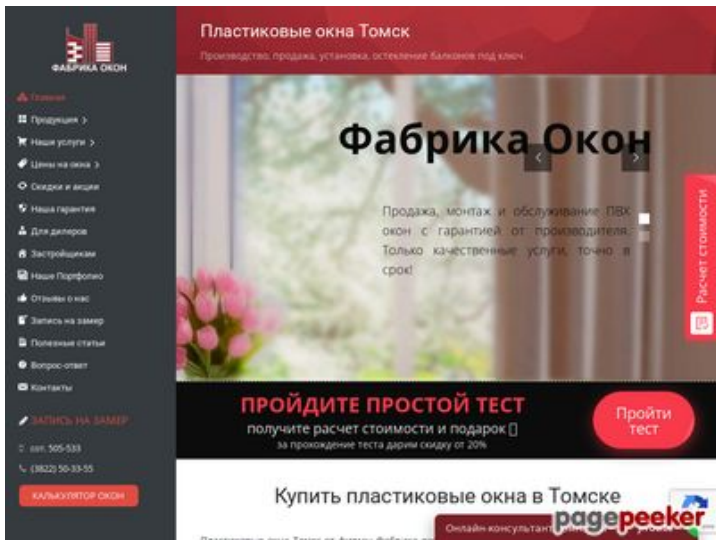 ФАБРИКА ОКОН
Главная
Продукция
Наши услуги
Цены на окна
Скидки и акции
Наша гарантия
Для дилеров
Застройщикам
Наше Портфолио
Отзывы о нас
Запись на замер
Полезные статьи
Вопрос-ответ
Контакты
ЗАПИСЬ НА ЗАМЕР
сот. 505-533
(3822) 50-33-55
КАЛЬКУЛЯТОР ОКОН
Пластиковые окна Томск
Производство, продажа, установка, остекление балконов под ключ.
Фабрика Окон
Продажа, монтаж и обслуживание ПВХ
окон с гарантией от производителя.
Только качественные услуги, точно в
срок!
Расчет стоимости
ПРОЙДИТЕ ПРОСТОЙ ТЕСТ
получите расчет стоимости и подарок
за прохождение теста дарим скидку от 20%
Пройти
тест
Купить пластиковые окна в Томске
Онлайн-консультант
pagepeeker